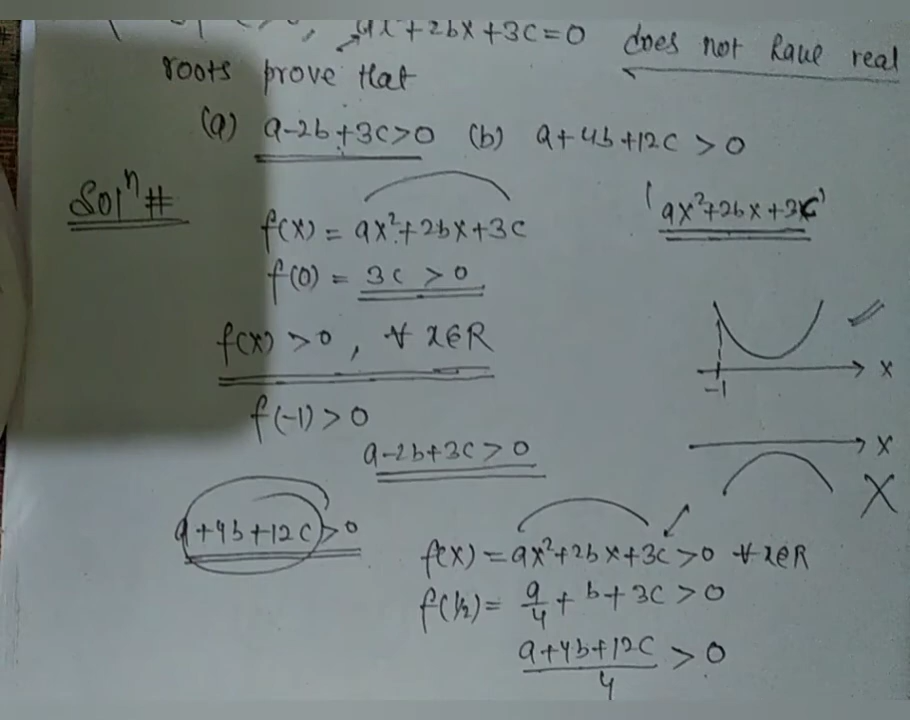 ax²+2bx+3c=0 does not have real
roots prove that
(a) a-2b+3c>0 (b) a+4b+12c >0
Solⁿ#
f(x) = ax²+2bx+3c
(ax²+2bx+3c)
f(0) = 3c >0
f(x) >0, ∀ x∈R
-1
x
f(-1) >0
a-2b+3c >0
x
X
a+4b+12c >0
f(x) = ax²+2bx+3c >0 ∀ x∈R
f(1/2) = a/4 + b + 3c >0
(a+4b+12c)/4 >0